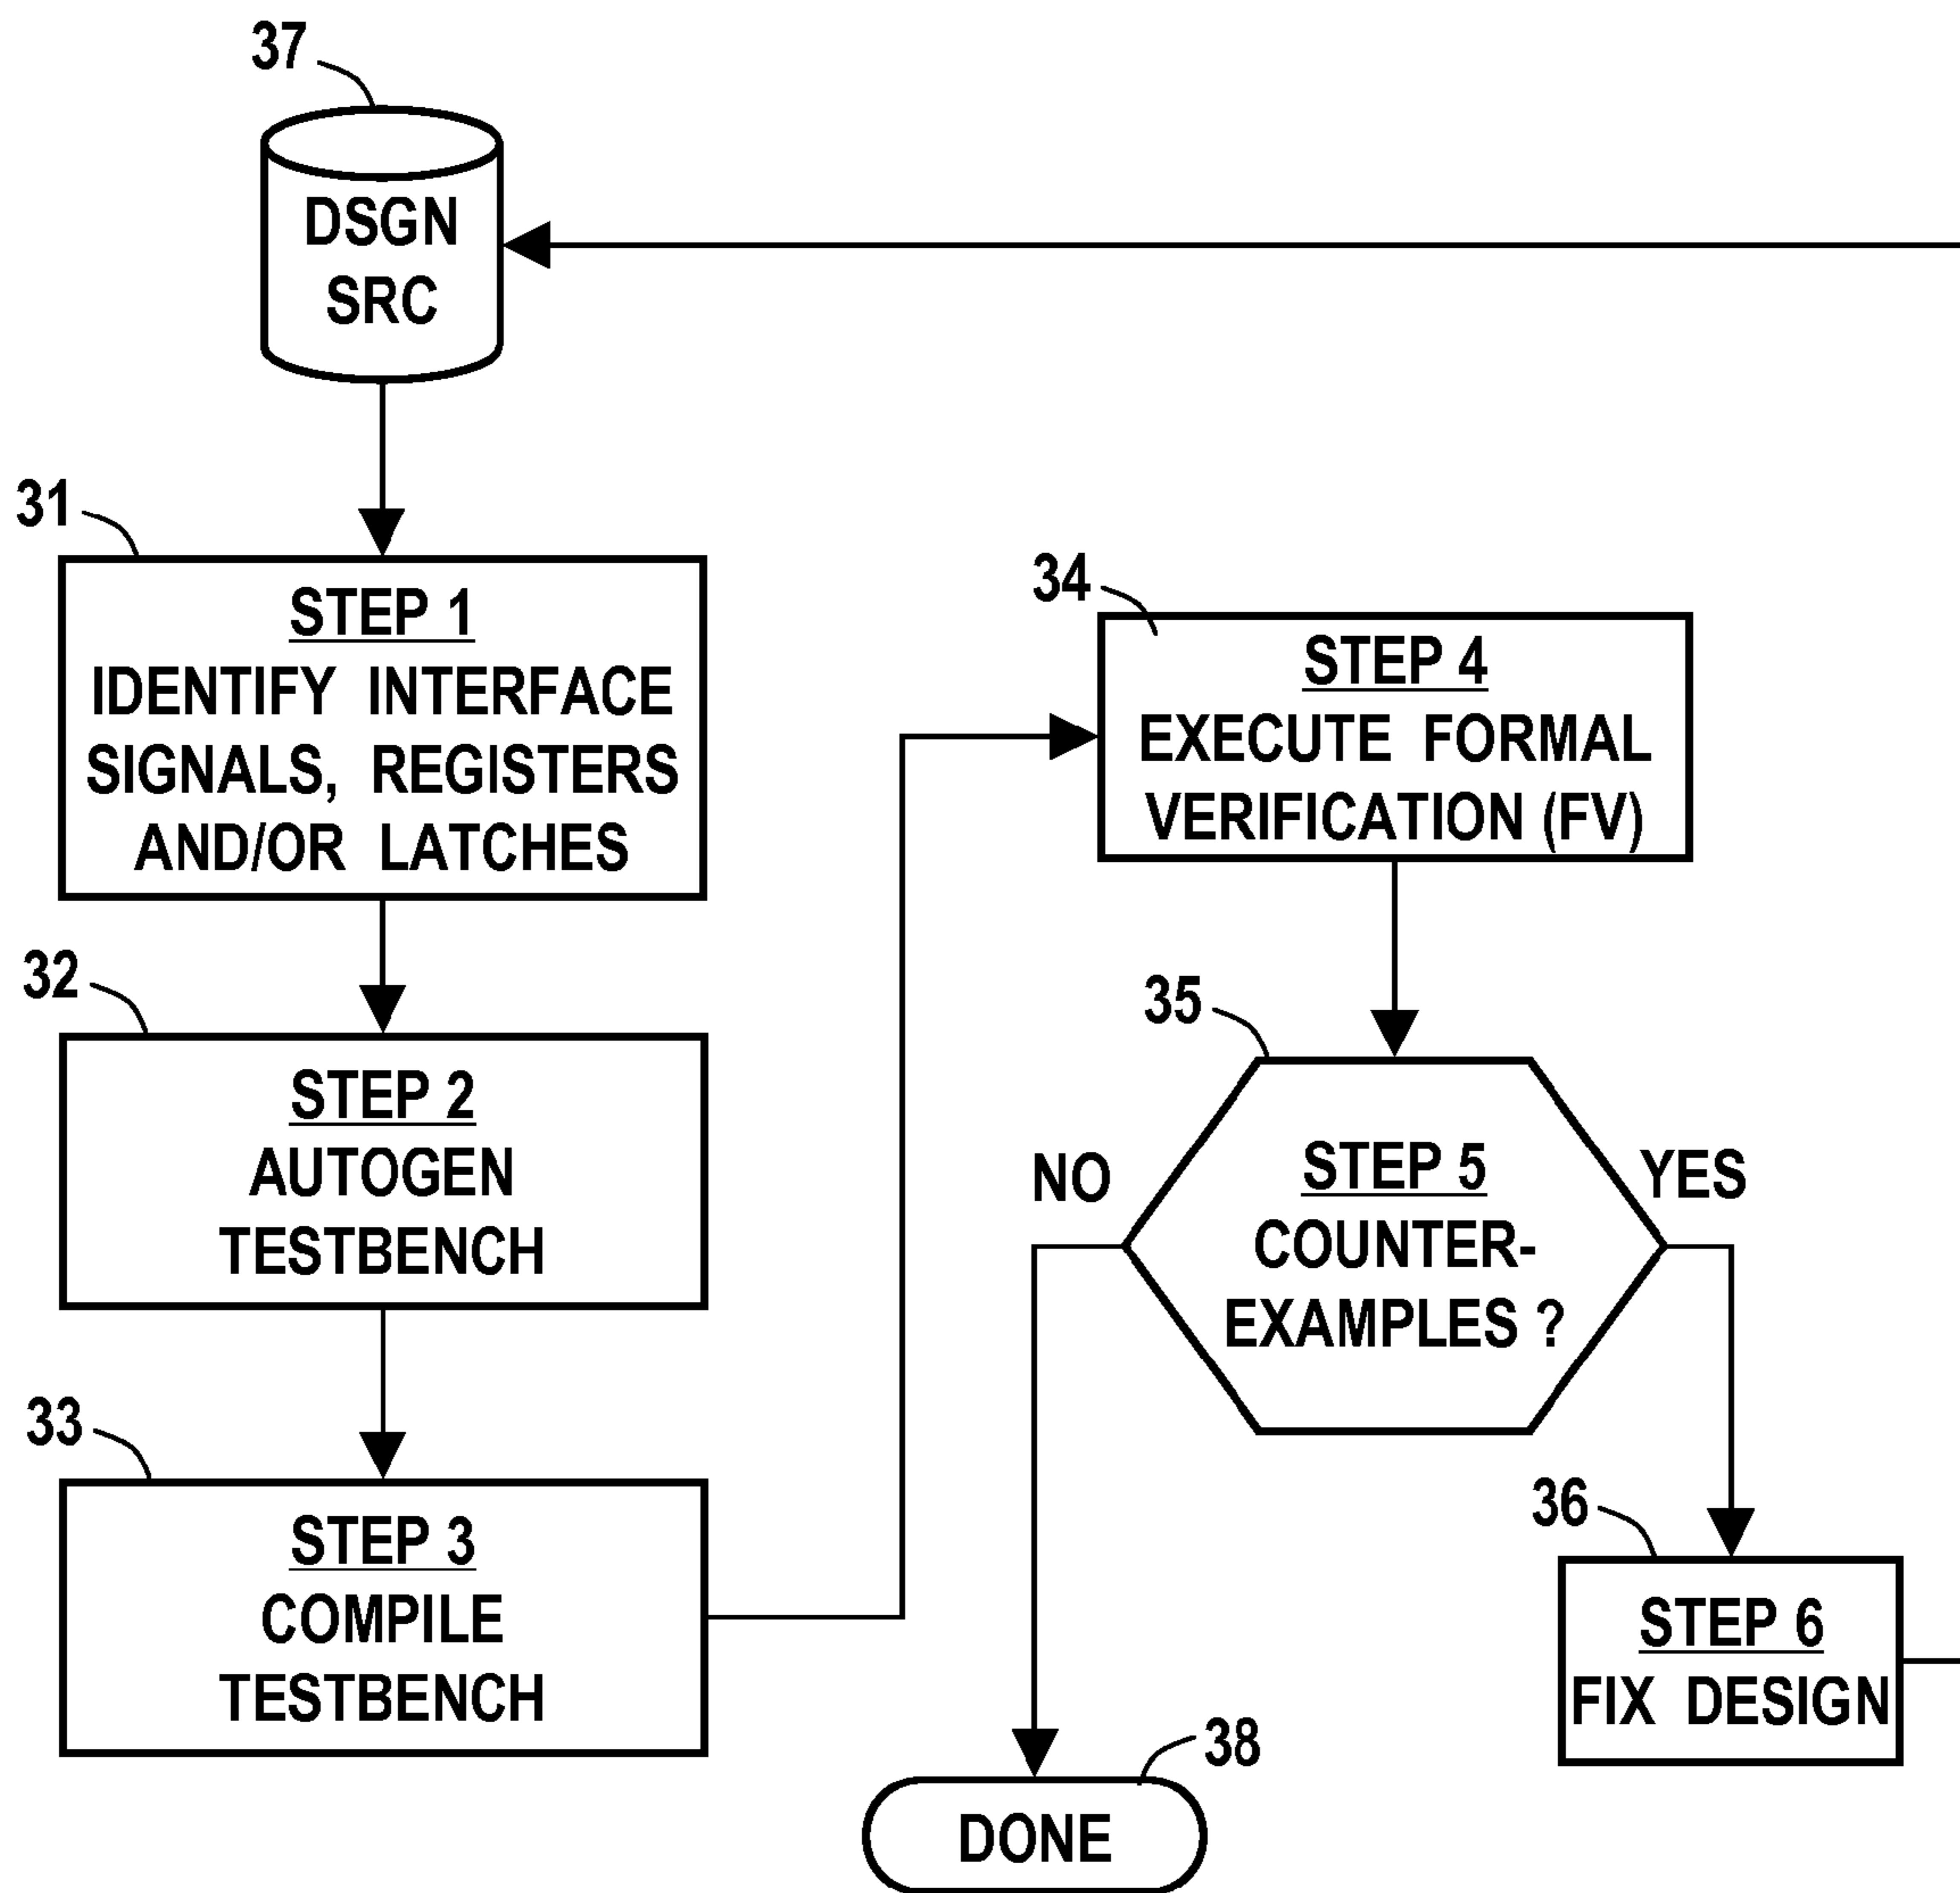 37
DSGN
SRC
31
STEP 1
IDENTIFY INTERFACE
SIGNALS, REGISTERS
AND/OR LATCHES
32
STEP 2
AUTOGEN
TESTBENCH
33
STEP 3
COMPILE
TESTBENCH
34
STEP 4
EXECUTE FORMAL
VERIFICATION (FV)
35
NO
STEP 5
COUNTER-
EXAMPLES ?
YES
36
STEP 6
FIX DESIGN
38
DONE